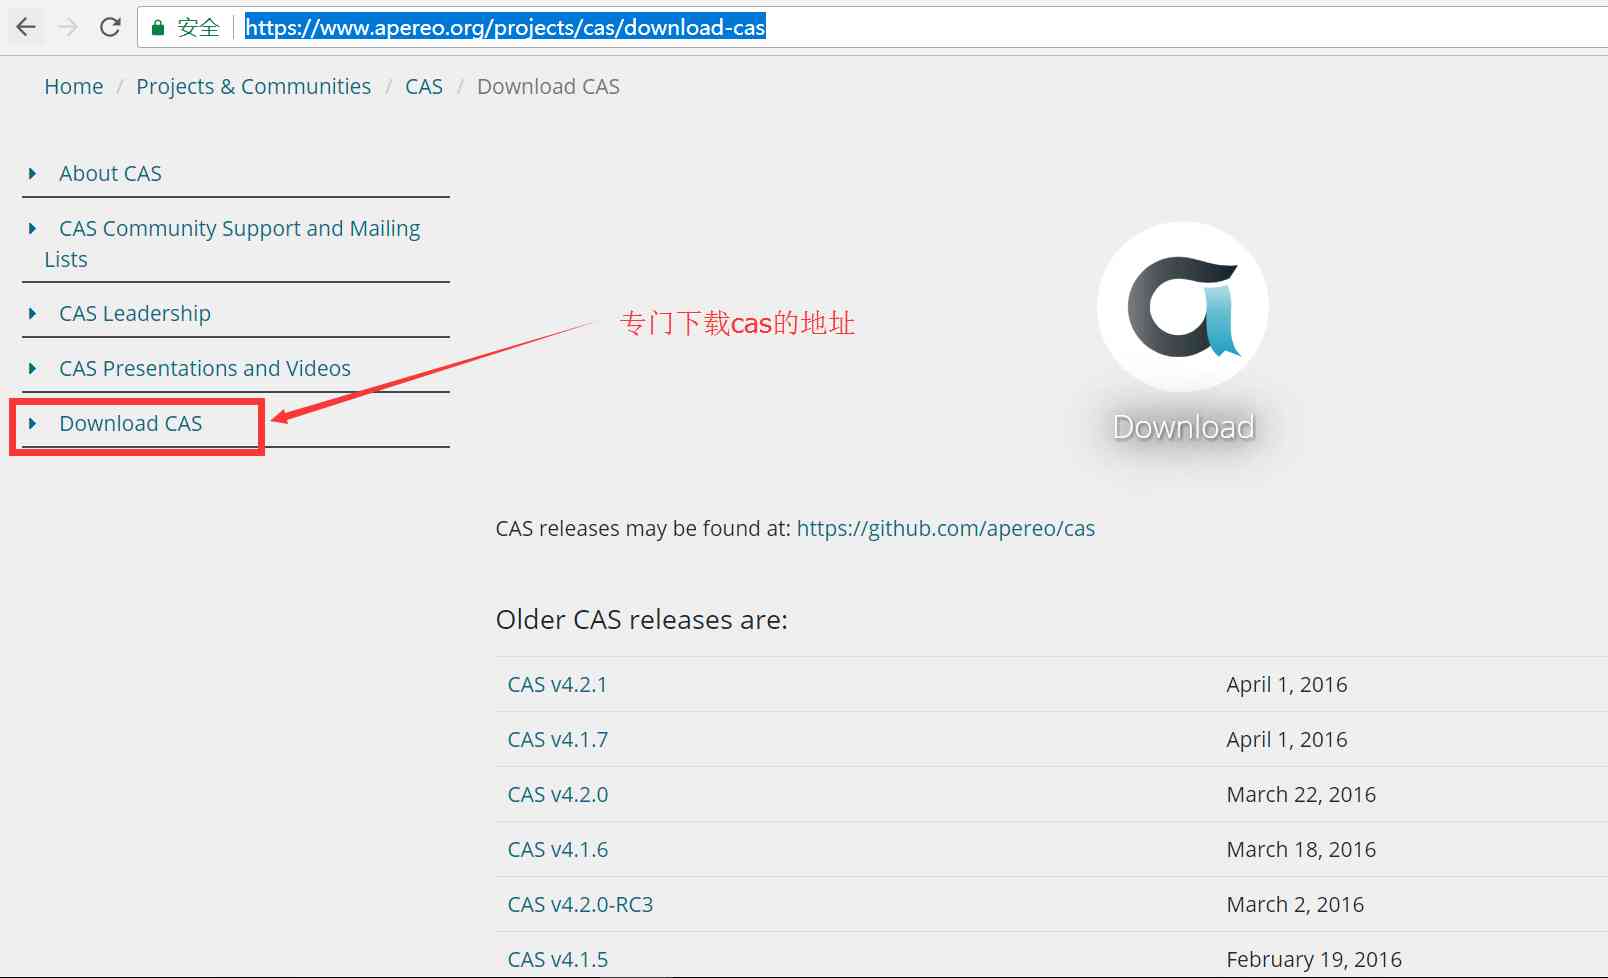 安全 https://www.apereo.org/projects/cas/download-cas
Home / Projects & Communities / CAS / Download CAS
About CAS
CAS Community Support and Mailing
Lists
CAS Leadership
CAS Presentations and Videos
Download CAS
专门下载cas的地址
Download
CAS releases may be found at: https://github.com/apereo/cas
Older CAS releases are:
CAS v4.2.1 April 1, 2016
CAS v4.1.7 April 1, 2016
CAS v4.2.0 March 22, 2016
CAS v4.1.6 March 18, 2016
CAS v4.2.0-RC3 March 2, 2016
CAS v4.1.5 February 19, 2016